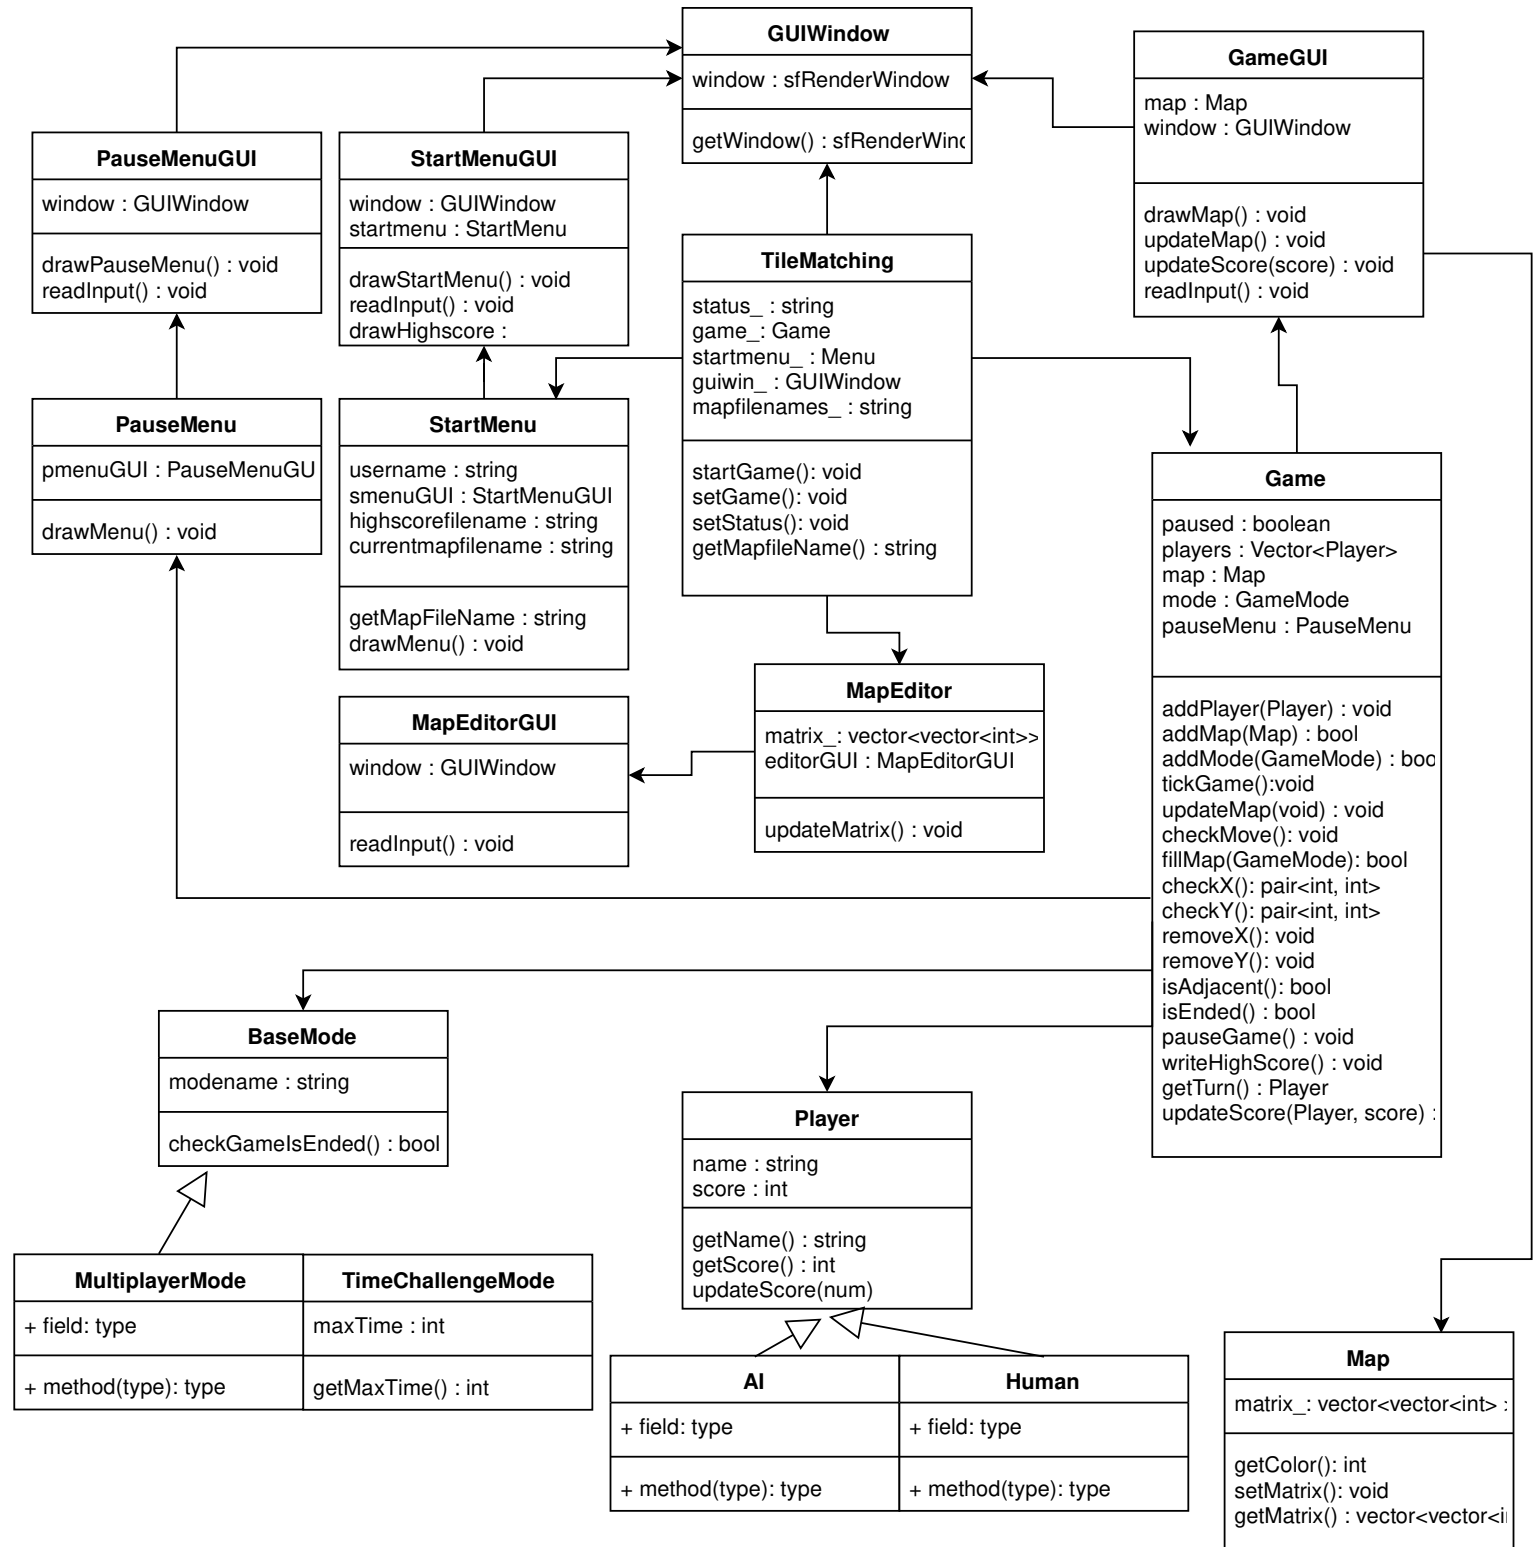 GUIWindow
window : sfRenderWindow
getWindow() : sfRenderWind
GameGUI
map : Map
window : GUIWindow
drawMap() : void
updateMap() : void
updateScore(score) : void
readInput() : void
PauseMenuGUI
window : GUIWindow
drawPauseMenu() : void
readInput() : void
StartMenuGUI
window : GUIWindow
startmenu : StartMenu
drawStartMenu() : void
readInput() : void
drawHighscore :
TileMatching
status_ : string
game_: Game
startmenu_ : Menu
guiwin_ : GUIWindow
mapfilenames_ : string
startGame(): void
setGame(): void
setStatus(): void
getMapfileName() : string
PauseMenu
pmenuGUI : PauseMenuGU
drawMenu() : void
StartMenu
username : string
smenuGUI : StartMenuGUI
highscorefilename : string
currentmapfilename : string
getMapFileName : string
drawMenu() : void
Game
paused : boolean
players : Vector<Player>
map : Map
mode : GameMode
pauseMenu : PauseMenu
addPlayer(Player) : void
addMap(Map) : bool
addMode(GameMode) : boo
tickGame():void
updateMap(void) : void
checkMove(): void
fillMap(GameMode): bool
checkX(): pair<int, int>
checkY(): pair<int, int>
removeX(): void
removeY(): void
isAdjacent(): bool
isEnded() : bool
pauseGame() : void
writeHighScore() : void
getTurn() : Player
updateScore(Player, score) :
MapEditor
matrix_: vector<vector<int>>
editorGUI : MapEditorGUI
updateMatrix() : void
MapEditorGUI
window : GUIWindow
readInput() : void
BaseMode
modename : string
checkGameIsEnded() : bool
Player
name : string
score : int
getName() : string
getScore() : int
updateScore(num)
MultiplayerMode
+ field: type
+ method(type): type
TimeChallengeMode
maxTime : int
getMaxTime() : int
AI
+ field: type
+ method(type): type
Human
+ field: type
+ method(type): type
Map
matrix_: vector<vector<int> :
getColor(): int
setMatrix(): void
getMatrix() : vector<vector<i